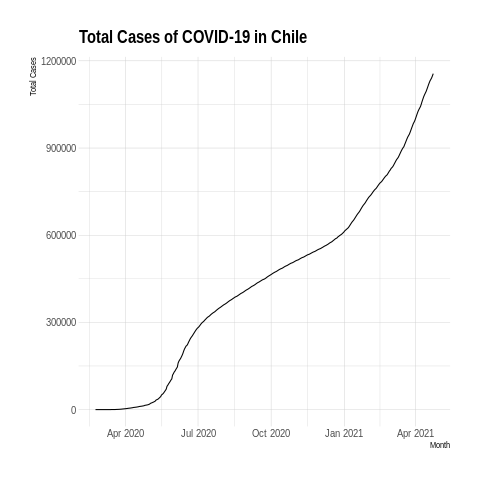 Total Cases of COVID-19 in Chile
Total Cases
1200000
900000
600000
300000
0
Apr 2020 Jul 2020 Oct 2020 Jan 2021 Apr 2021
Month